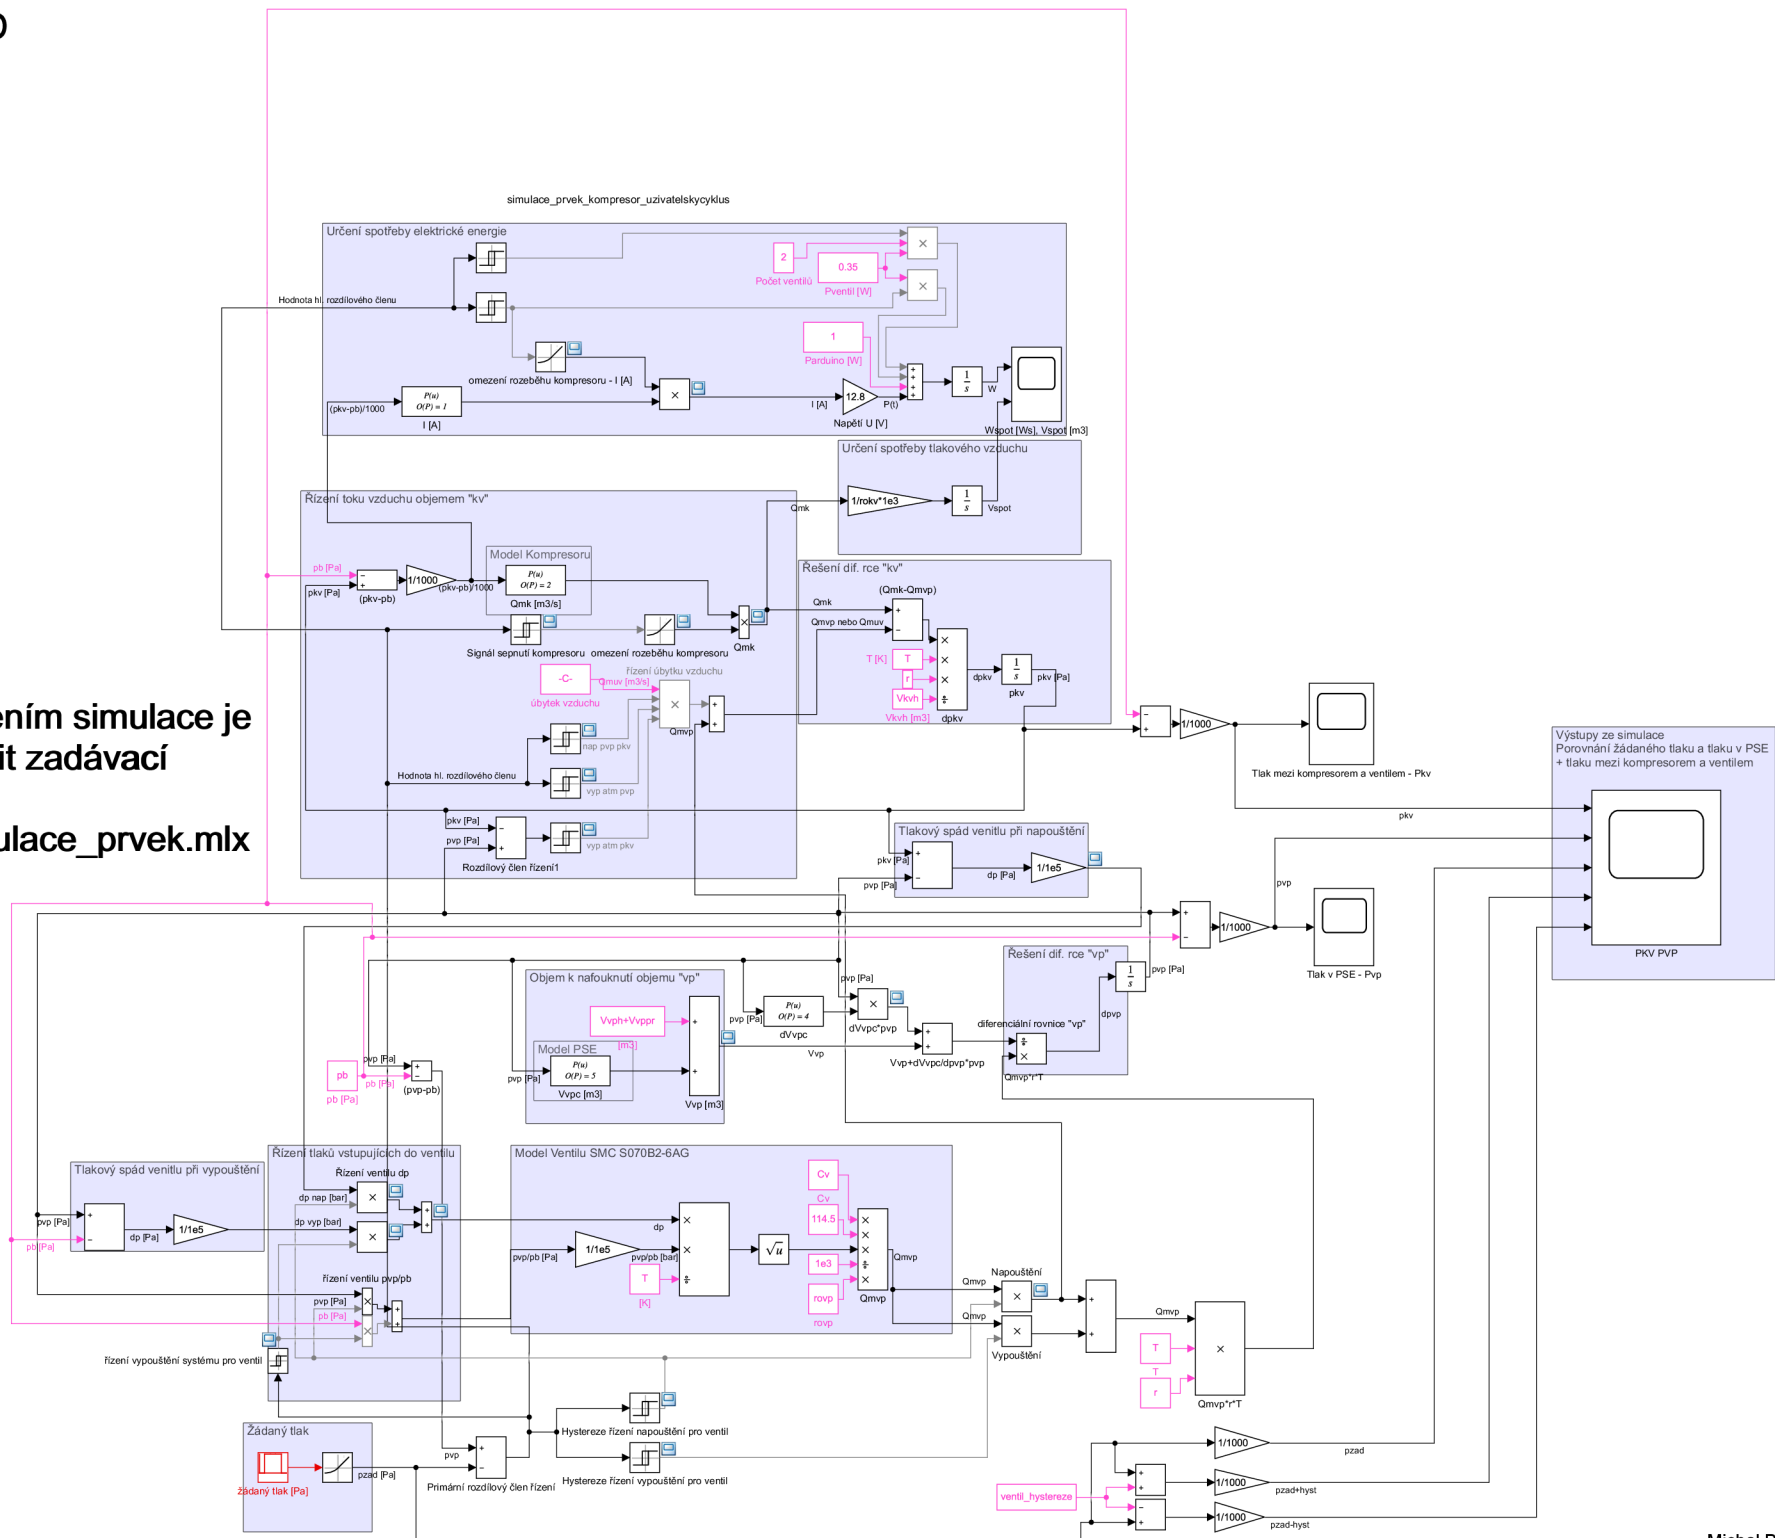 simulace_prvek_kompresor_uzivatelskycyklus
Určení spotřeby elektrické energie
2
Počet ventilů
0.35
Pventil [W]
Hodnota hl. rozdílového členu
1
Parduino [W]
omezení rozeběhu kompresoru - I [A]
P(u)
O(P) = 1
I [A]
(pkv-pb)/1000
×
×
×
I [A]
12.8
Napětí U [V]
P(t)
+
+
+
+
1
s
W
Wspot [Ws], Vspot [m3]
Určení spotřeby tlakového vzduchu
1/rokv*1e3
1
s
Vspot
Qmk
Řízení toku vzduchu objemem "kv"
pb [Pa]
pkv [Pa]
−
+
(pkv-pb)
1/1000
(pkv-pb)/1000
Model Kompresoru
P(u)
O(P) = 2
Qmk [m3/s]
Signál sepnutí kompresoru
omezení rozeběhu kompresoru
×
Qmk
řízení úbytku vzduchu
-C-
úbytek vzduchu
Qmuv [m3/s]
×
+
+
Qmvp
nap pvp pkv
Hodnota hl. rozdílového členu
vyp atm pvp
pkv [Pa]
pvp [Pa]
−
+
vyp atm pkv
Rozdílový člen řízení1
Řešení dif. rce "kv"
(Qmk-Qmvp)
Qmk
Qmvp nebo Qmuv
+
−
T [K]
T
r
Vkvh
Vkvh [m3]
×
×
×
÷
dpkv
dpkv
1
s
pkv
pkv [Pa]
−
+
1/1000
Tlak mezi kompresorem a ventilem - Pkv
Výstupy ze simulace
Porovnání žádaného tlaku a tlaku v PSE
+ tlaku mezi kompresorem a ventilem
pkv
PKV PVP
ením simulace je
it zadávací
ulace_prvek.mlx
Tlakový spád venitlu při napouštění
pkv [Pa]
pvp [Pa]
+
−
dp [Pa]
1/1e5
pvp
+
−
1/1000
Tlak v PSE - Pvp
Řešení dif. rce "vp"
1
s
pvp [Pa]
dpvp
diferenciální rovnice "vp"
÷
×
Qmvp*r*T
Objem k nafouknutí objemu "vp"
Vvph+Vvppr
[m3]
Model PSE
P(u)
O(P) = 5
Vvpc [m3]
pvp [Pa]
+
+
Vvp [m3]
pvp [Pa]
P(u)
O(P) = 4
dVvpc
pvp [Pa]
×
dVvpc*pvp
Vvp
+
+
Vvp+dVvpc/dpvp*pvp
pb
pb [Pa]
pvp [Pa]
pb [Pa]
+
−
(pvp-pb)
Tlakový spád venitlu při vypouštění
pvp [Pa]
pb [Pa]
+
−
dp [Pa]
1/1e5
Řízení tlaků vstupujících do ventilu
Řízení ventilu dp
dp nap [bar]
×
dp vyp [bar]
×
+
+
řízení ventilu pvp/pb
pvp [Pa]
pb [Pa]
×
×
+
+
řízení vypouštění systému pro ventil
Model Ventilu SMC S070B2-6AG
dp
pvp/pb [Pa]
1/1e5
pvp/pb [bar]
T
[K]
×
×
÷
√u
Cv
Cv
114.5
1e3
rovp
rovp
×
×
×
÷
×
Qmvp
Qmvp
Napouštění
Qmvp
×
Qmvp
×
Vypouštění
+
+
Qmvp
T
T
r
×
Qmvp*r*T
Žádaný tlak
žádaný tlak [Pa]
pzad [Pa]
pvp
+
−
Primární rozdílový člen řízení
Hystereze řízení napouštění pro ventil
Hystereze řízení vypouštění pro ventil
1/1000
pzad
ventil_hystereze
+
+
1/1000
pzad+hyst
−
+
1/1000
pzad-hyst